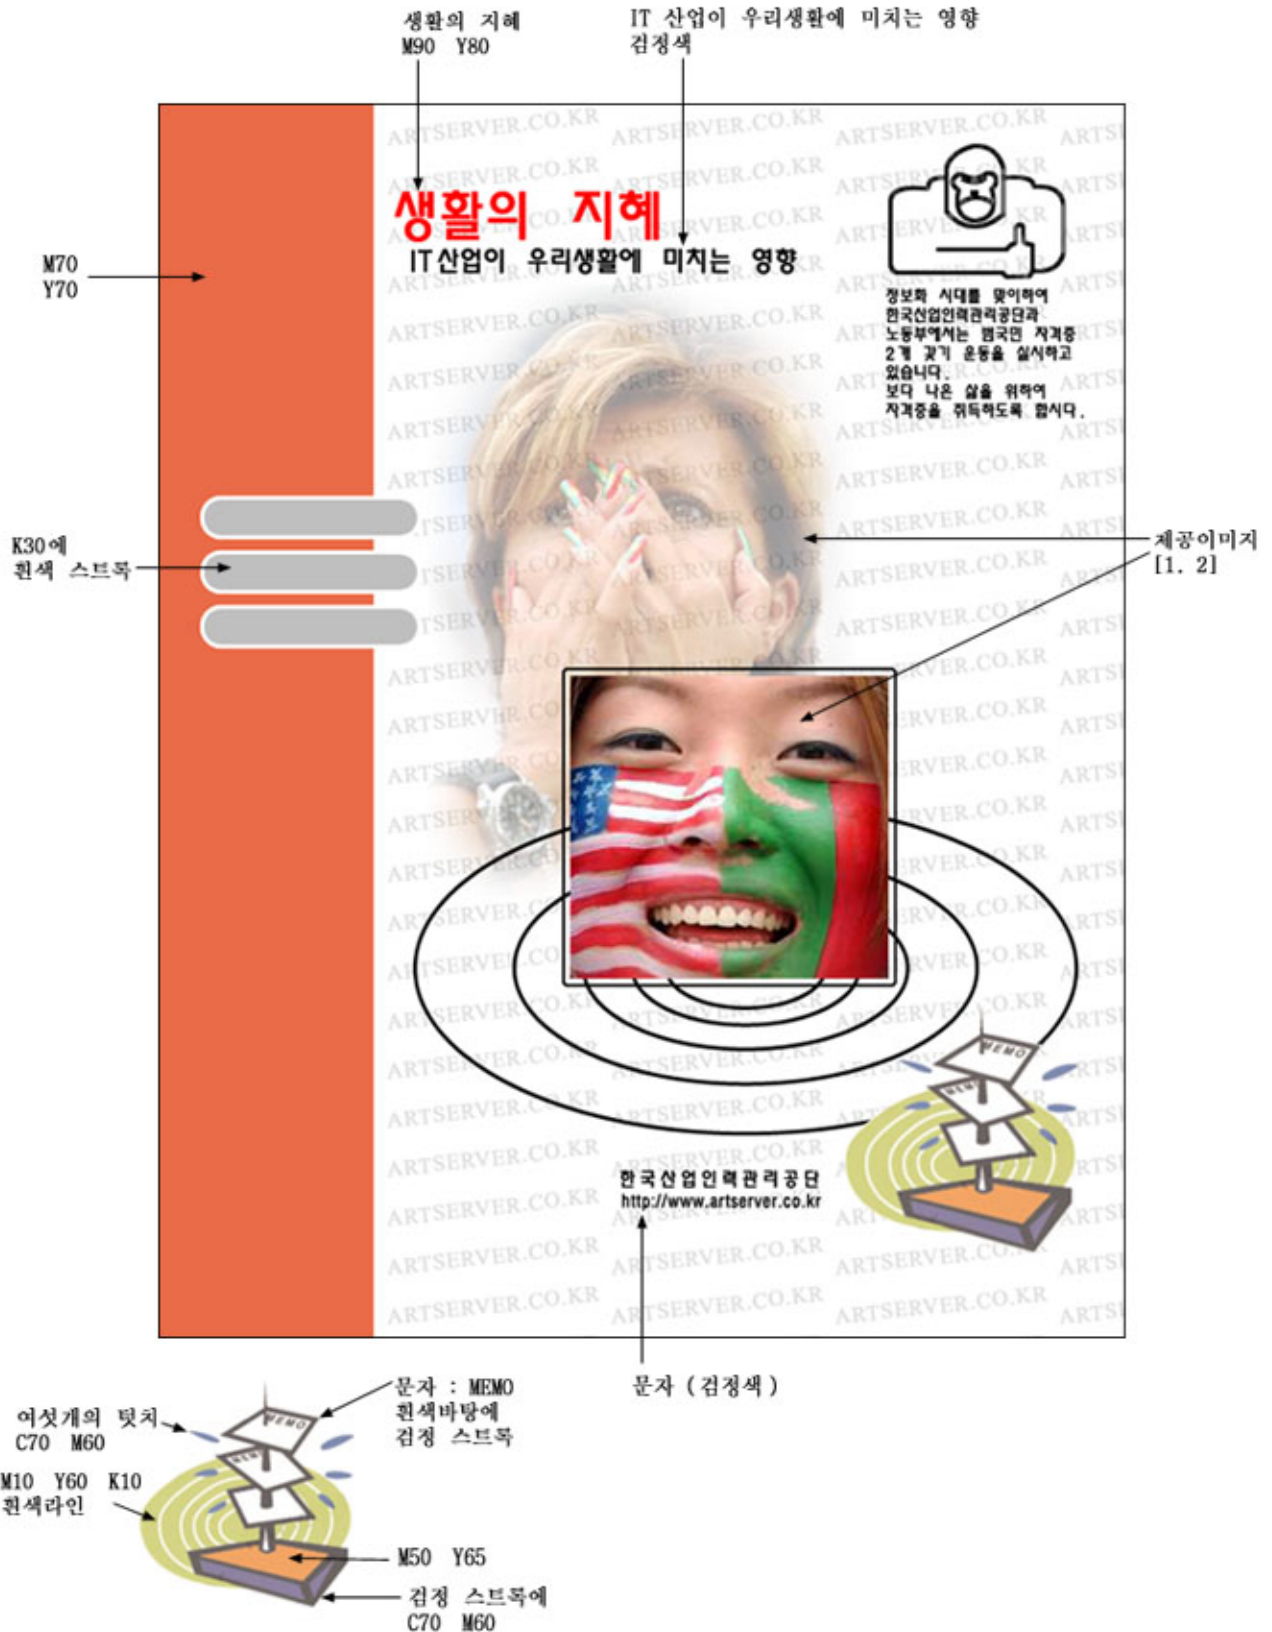 생활의 지혜
M90 Y80
IT 산업이 우리생활에 미치는 영향
검정색
ARTSERVER.CO.KR
생활의 지혜
IT산업이 우리생활에 미치는 영향
M70
Y70
정보화 시대를 맞이하여
한국산업인력관리공단과
노동부에서는 범국민 자격증
2개 갖기 운동을 실시하고
있습니다.
보다 나은 삶을 위하여
자격증을 취득하도록 합시다.
K30에
흰색 스트록
제공이미지
[1. 2]
MEMO
MEMO
한국산업인력관리공단
http://www.artserver.co.kr
문자 (검정색)
문자 : MEMO
흰색바탕에
검정 스트록
여섯개의 텃치
C70 M60
M10 Y60 K10
흰색라인
MEMO
MEMO
M50 Y65
검정 스트록에
C70 M60